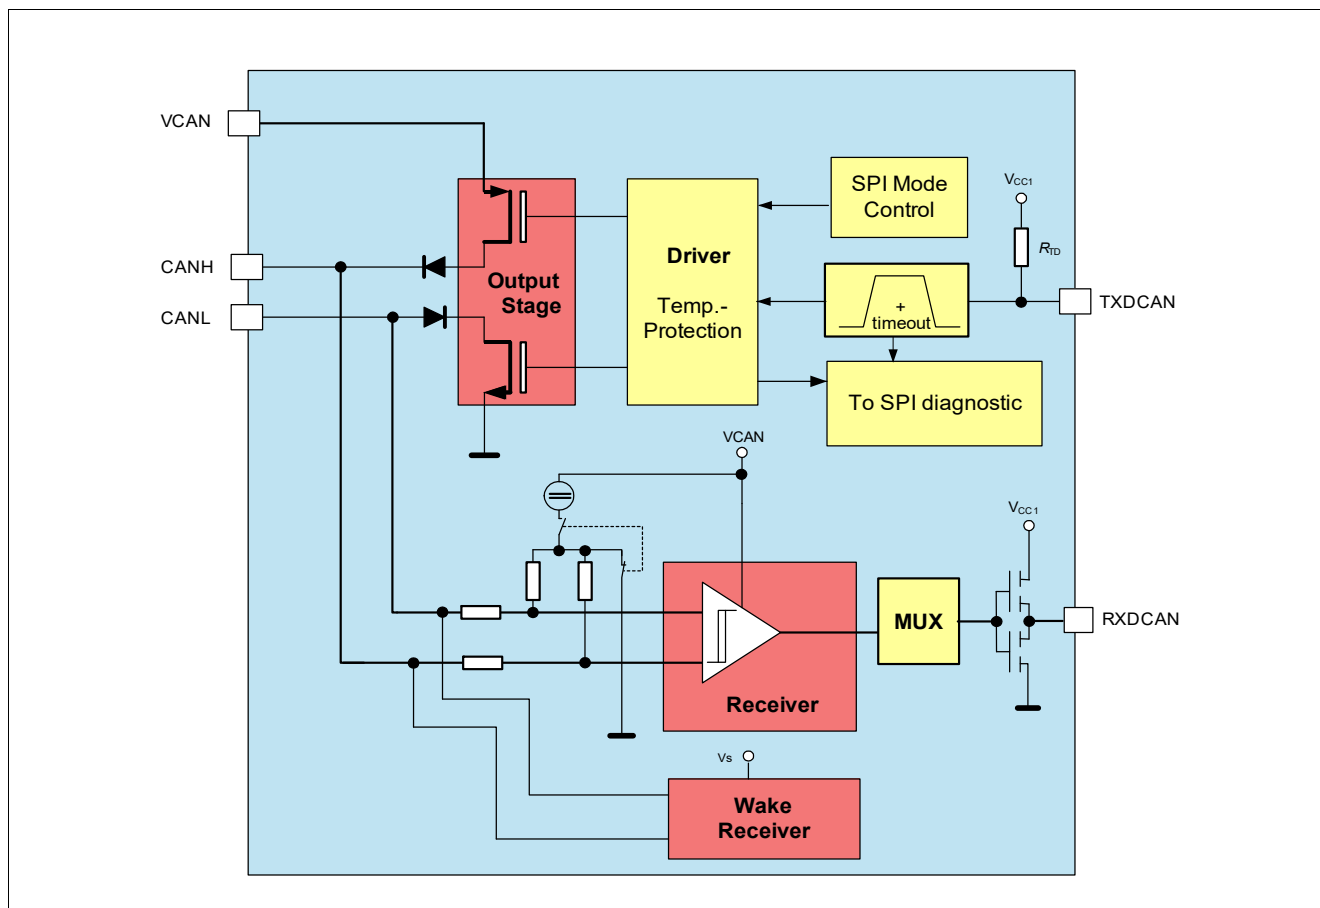 VCAN
SPI Mode
Control
VCC1
RTD
CANH
Driver
Output
Stage
CANL
Temp.-
Protection
+
timeout
TXDCAN
To SPI diagnostic
VCAN
VCC1
MUX
RXDCAN
Receiver
Vs
Wake
Receiver